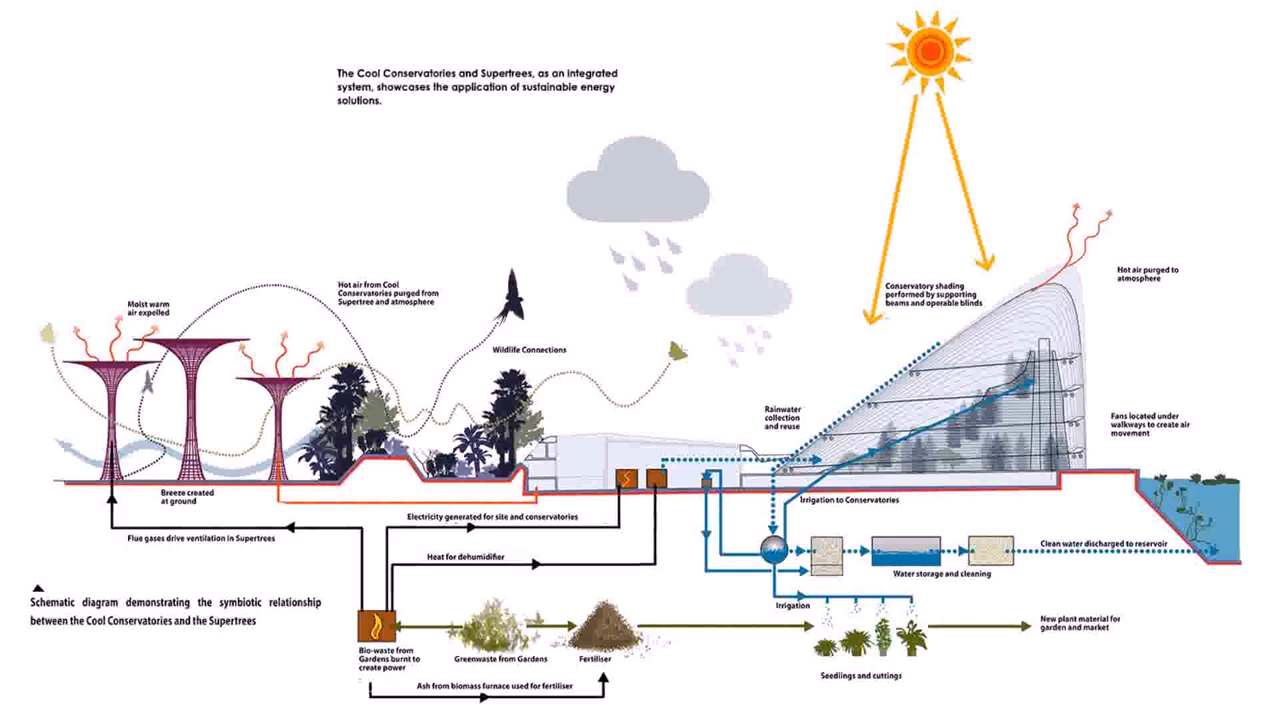 The Cool Conservatories and Supertrees, as an integrated
system, showcases the application of sustainable energy
solutions.
Hot air from Cool
Conservatories purged from
Supertree and atmosphere
Moist warm
air expelled
Wildlife Connections
Conservatory shading
performed by supporting
beams and operable blinds
Hot air purged to
atmosphere
Rainwater
collection
and reuse
Fans located under
walkways to create air
movement
Breeze created
at ground
Irrigation to Conservatories
Electricity generated for site and conservatories
Flue gases drive ventilation in Supertrees
Heat for dehumidifier
Clean water discharged to reservoir
Water storage and cleaning
Schematic diagram demonstrating the symbiotic relationship
between the Cool Conservatories and the Supertrees
Irrigation
New plant material for
garden and market
Bio-waste from
Gardens burnt to
create power
Greenwaste from Gardens
Fertiliser
Seedlings and cuttings
Ash from biomass furnace used for fertiliser